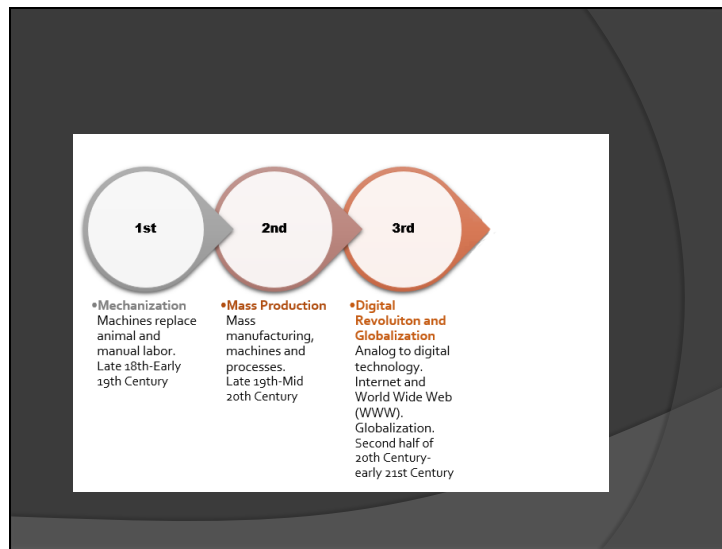 1st
2nd
3rd
•Mechanization
Machines replace
animal and
manual labor.
Late 18th-Early
19th Century
•Mass Production
Mass
manufacturing,
machines and
processes.
Late 19th-Mid
20th Century
•Digital
Revoluiton and
Globalization
Analog to digital
technology.
Internet and
World Wide Web
(WWW).
Globalization.
Second half of
20th Century-
early 21st Century